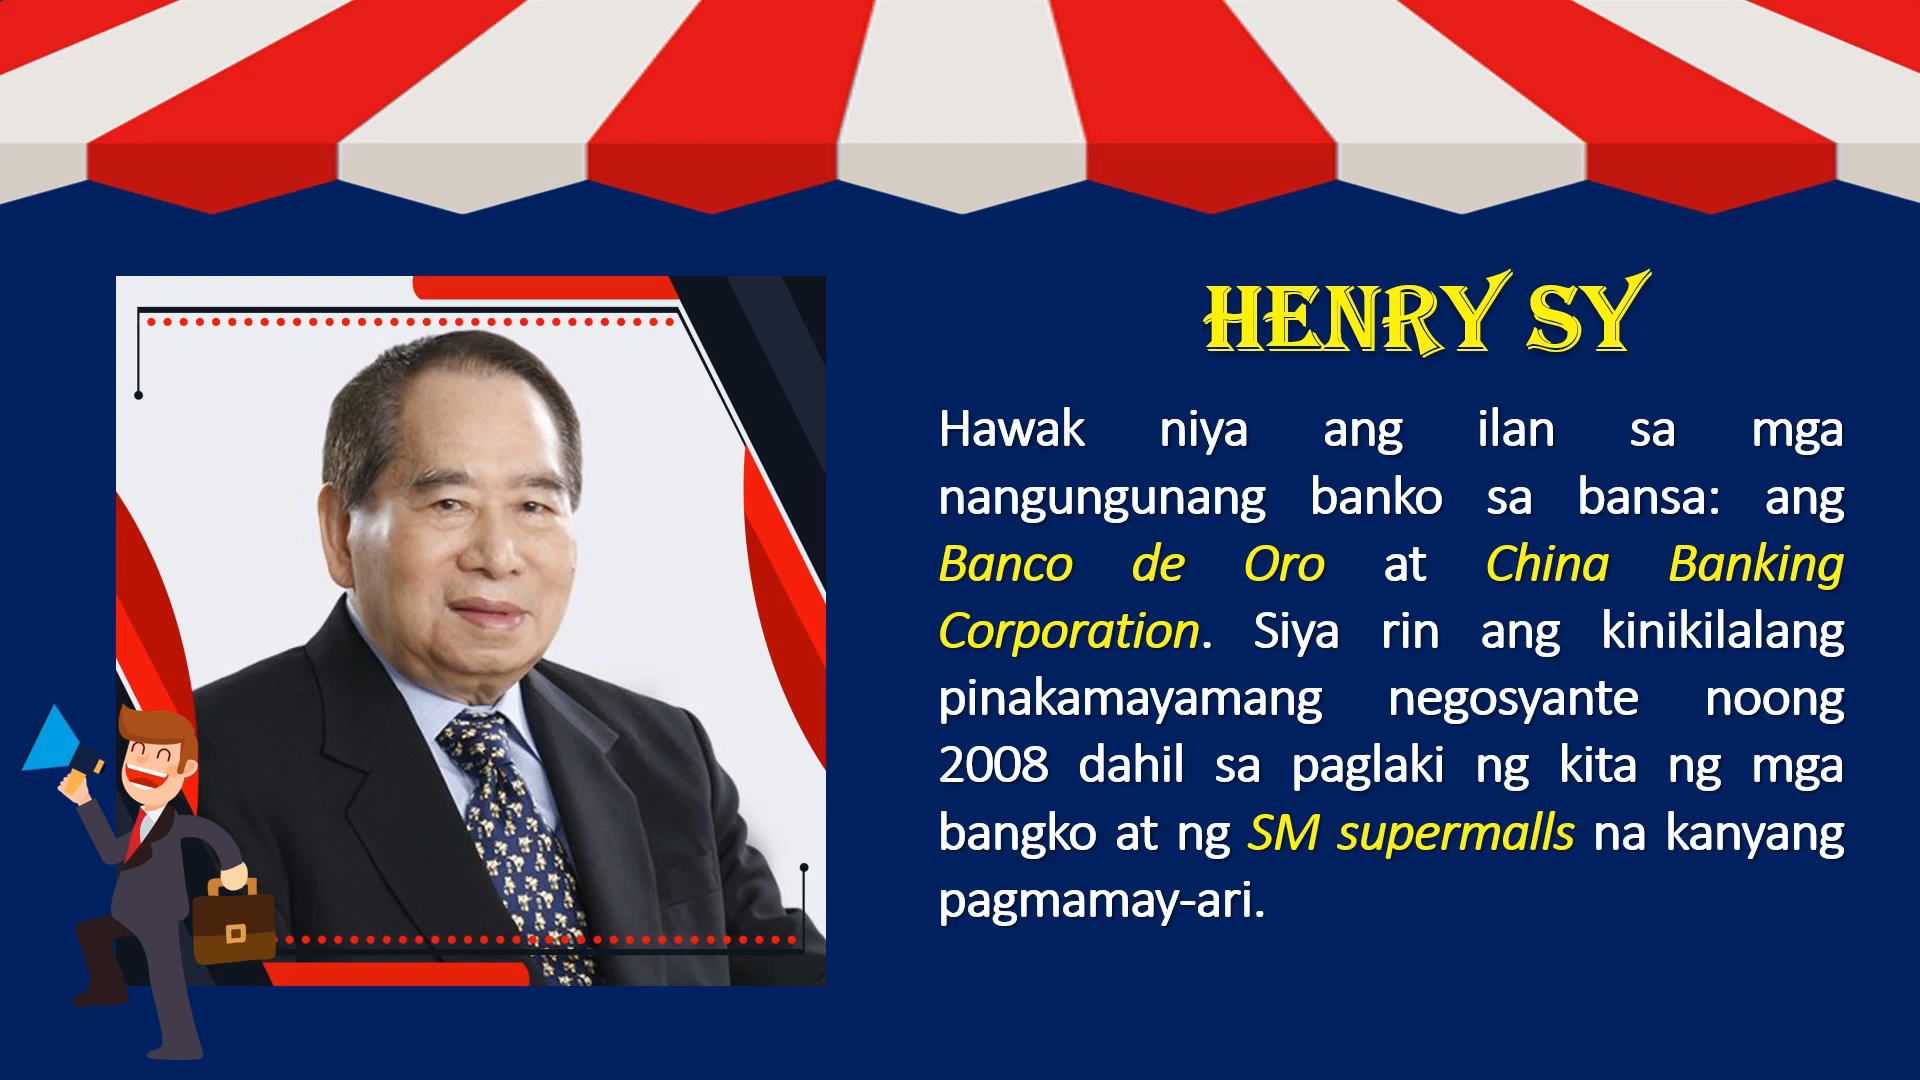 HENRY SY
Hawak niya ang ilan sa mga
nangungunang banko sa bansa: ang
Banco de Oro at China Banking
Corporation. Siya rin ang kinikilalang
pinakamayamang negosyante noong
2008 dahil sa paglaki ng kita ng mga
bangko at ng SM supermalls na kanyang
pagmamay-ari.